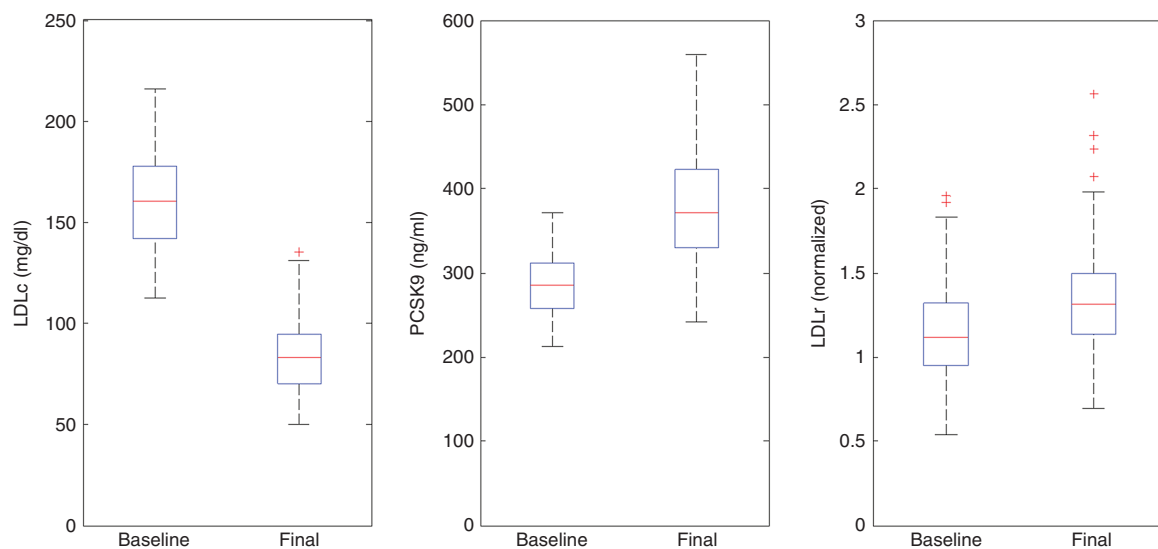 LDLc (mg/dl)
250
200
150
100
50
0
Baseline
Final
PCSK9 (ng/ml)
600
500
400
300
200
100
0
Baseline
Final
LDLr (normalized)
3
2.5
2
1.5
1
0.5
0
Baseline
Final